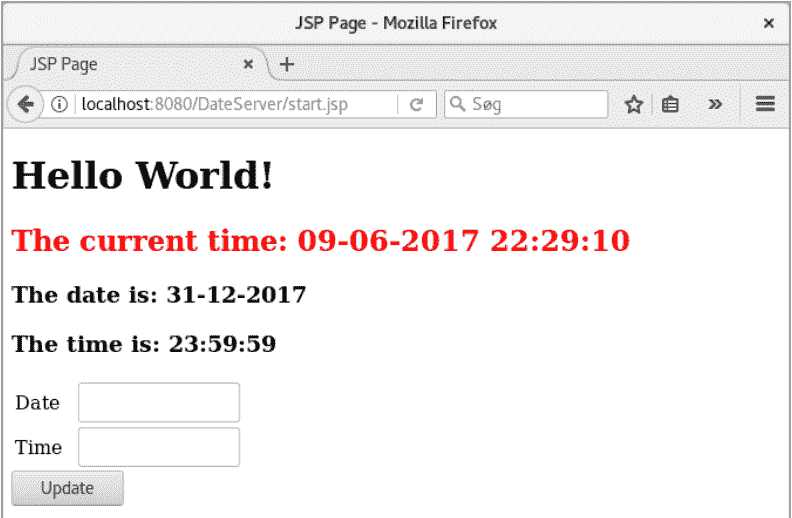 JSP Page - Mozilla Firefox
JSP Page
localhost:8080/DateServer/start.jsp Søg
Hello World!
The current time: 09-06-2017 22:29:10
The date is: 31-12-2017
The time is: 23:59:59
Date
Time
Update